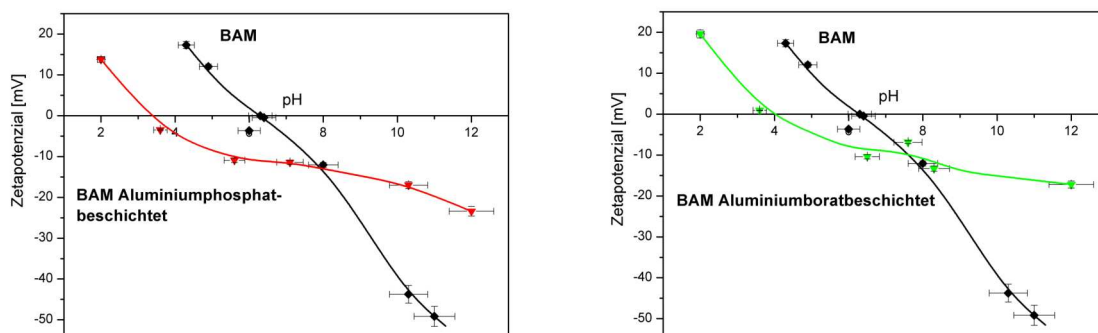 20
10
0
-10
-20
-30
-40
-50
Zetapotenzial [mV]
BAM
pH
2 4 6 8 10 12
BAM Aluminiumphosphat-
beschichtet
20
10
0
-10
-20
-30
-40
-50
Zetapotenzial [mV]
BAM
pH
2 4 6 8 10 12
BAM Aluminiumboratbeschichtet